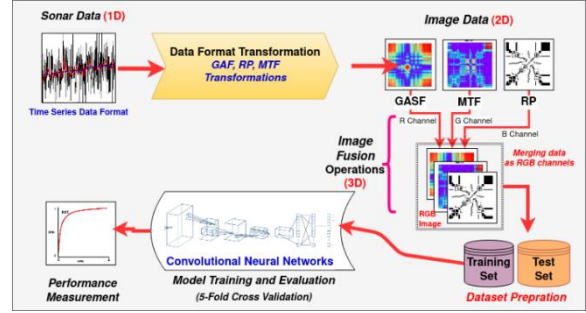 Sonar Data (1D)
Time Series Data Format
Data Format Transformation
GAF, RP, MTF
Transformations
Image Data (2D)
GASF
MTF
RP
R Channel
G Channel
B Channel
Image
Fusion
Operations
(3D)
Merging data
as RGB channels
RGB
Image
Training
Set
Test
Set
Dataset Prepration
Convolutional Neural Networks
Model Training and Evaluation
(5-Fold Cross Validation)
Performance
Measurement